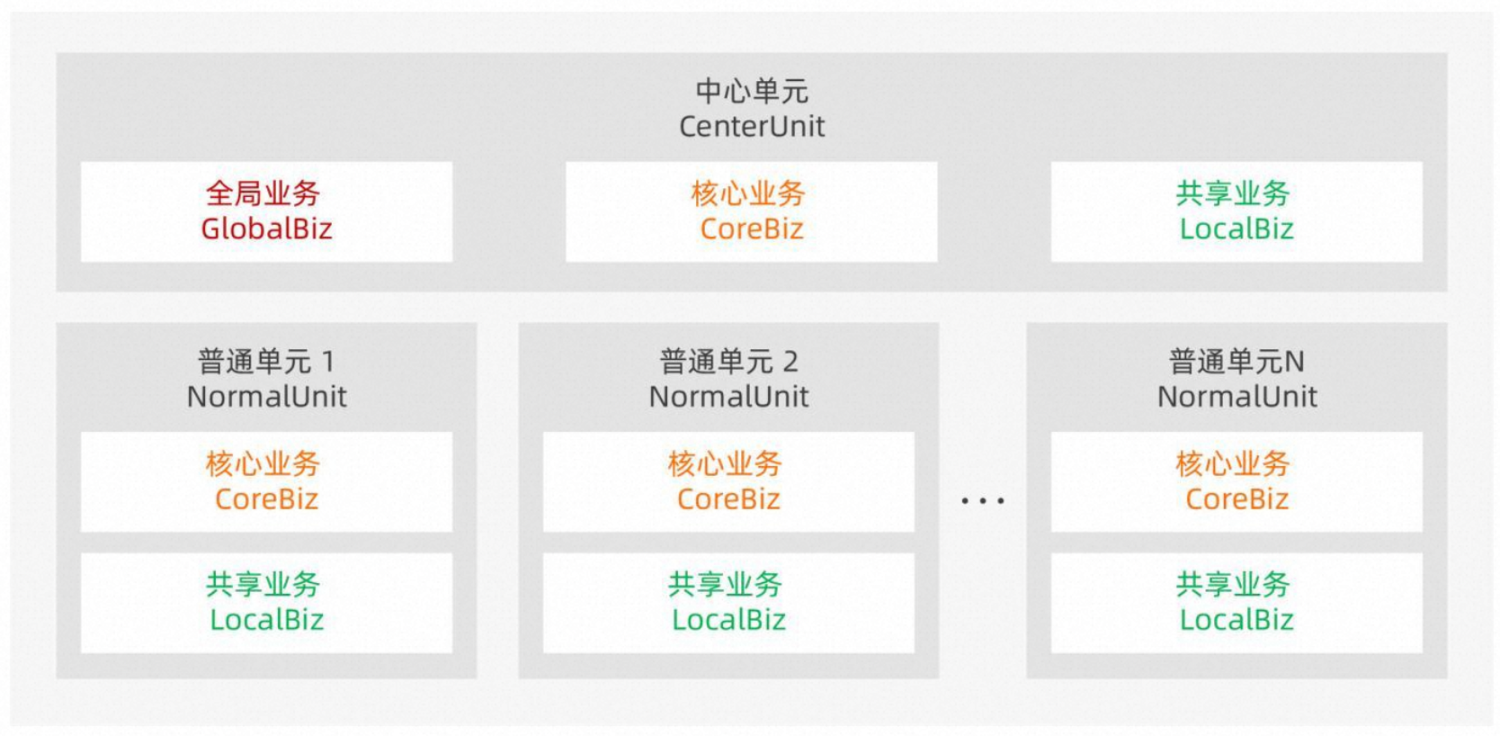 中心单元
CenterUnit
全局业务
GlobalBiz
核心业务
CoreBiz
共享业务
LocalBiz
普通单元 1
NormalUnit
核心业务
CoreBiz
共享业务
LocalBiz
普通单元 2
NormalUnit
核心业务
CoreBiz
共享业务
LocalBiz
...
普通单元N
NormalUnit
核心业务
CoreBiz
共享业务
LocalBiz